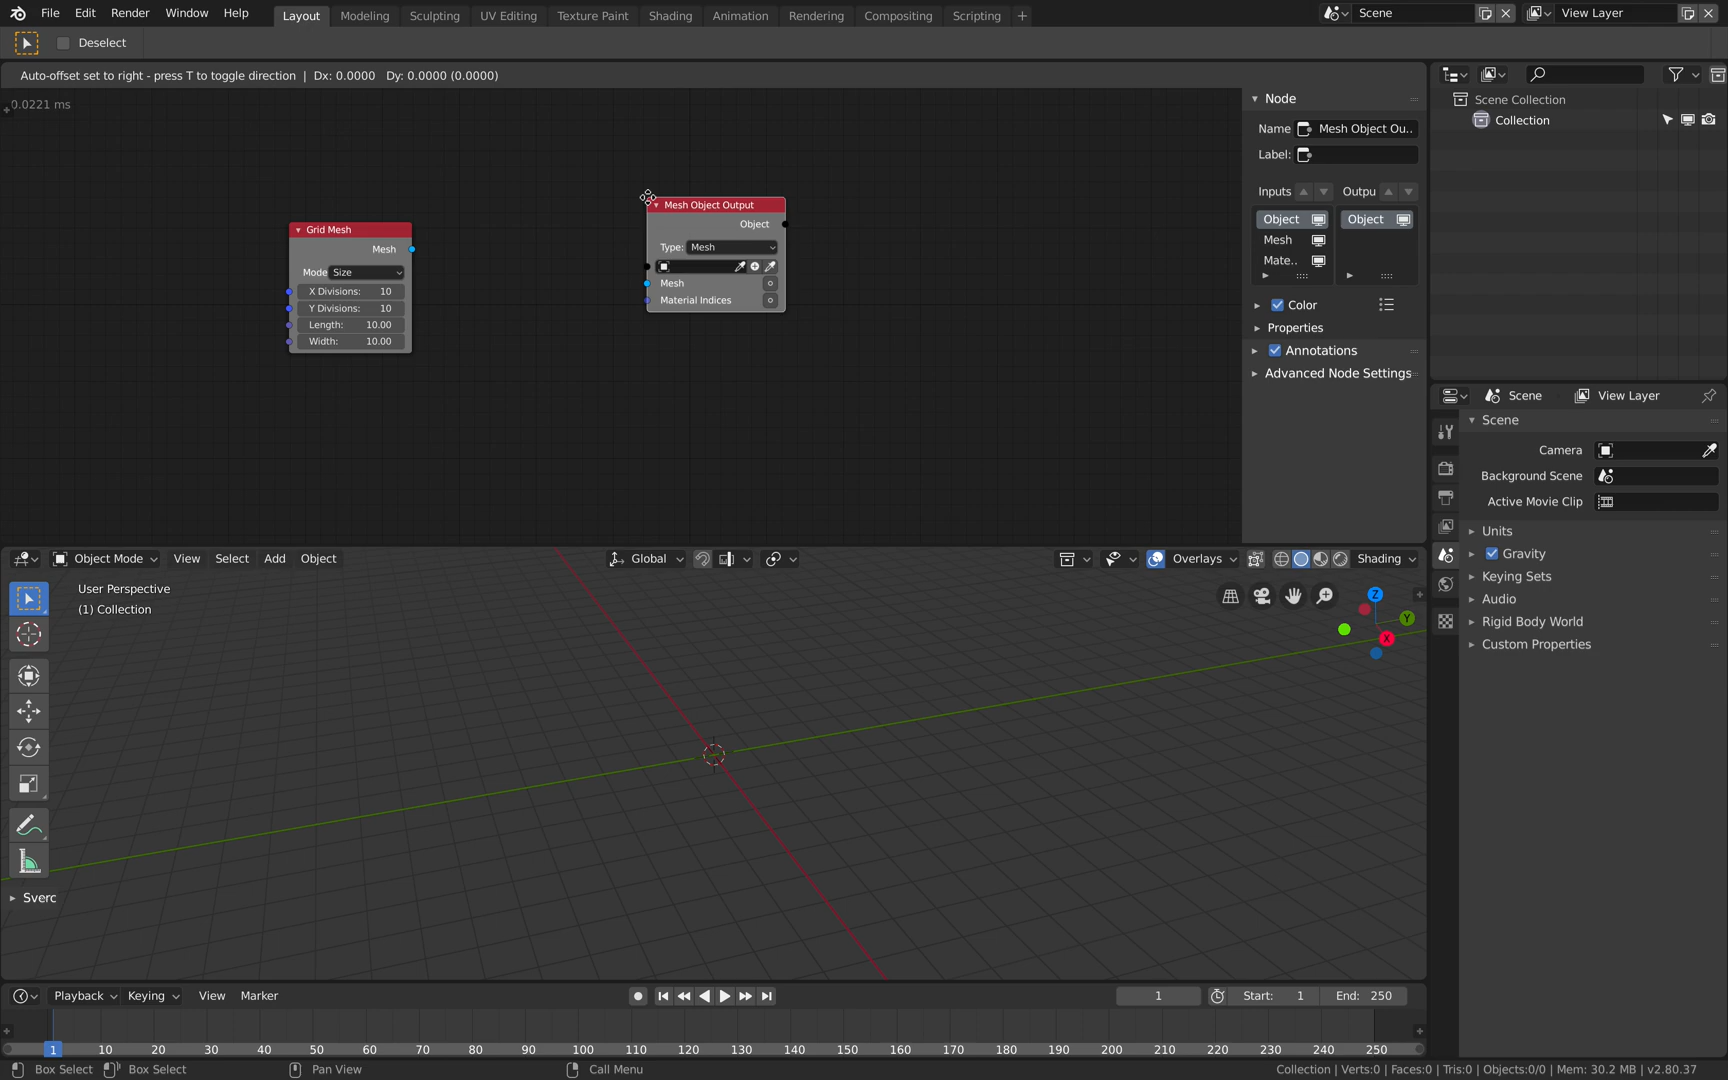 File Edit Render Window Help
Layout Modeling Sculpting UV Editing Texture Paint Shading Animation Rendering Compositing Scripting +
Scene
View Layer
Deselect
Auto-offset set to right - press T to toggle direction | Dx: 0.0000 Dy: 0.0000 (0.0000)
0.0221 ms
Grid Mesh
Mesh
Mode Size
X Divisions: 10
Y Divisions: 10
Length: 10.00
Width: 10.00
Mesh Object Output
Object
Type: Mesh
Mesh
Material Indices
Node
Name Mesh Object Ou..
Label:
Inputs Outpu
Object Object
Mesh
Mate..
Color
Properties
Annotations
Advanced Node Settings
Scene Collection
Collection
Scene View Layer
Scene
Camera
Background Scene
Active Movie Clip
Units
Gravity
Keying Sets
Audio
Rigid Body World
Custom Properties
Object Mode View Select Add Object
Global
Overlays
Shading
User Perspective
(1) Collection
Z
Y
X
Sverc
Playback Keying View Marker
1
Start: 1 End: 250
1 10 20 30 40 50 60 70 80 90 100 110 120 130 140 150 160 170 180 190 200 210 220 230 240 250
Box Select Box Select Pan View Call Menu
Collection | Verts:0 | Faces:0 | Tris:0 | Objects:0/0 | Mem: 30.2 MB | v2.80.37